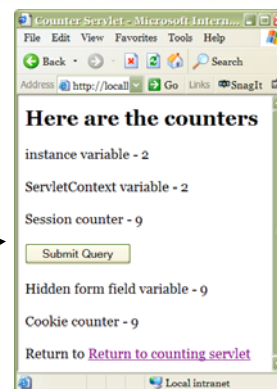 Counter Servlet - Microsoft Intern...
File Edit View Favorites Tools Help
Back Search
Address http://locall Go Links SnagIt
Here are the counters
instance variable - 2
ServletContext variable - 2
Session counter - 9
Submit Query
Hidden form field variable - 9
Cookie counter - 9
Return to Return to counting servlet
Local intranet